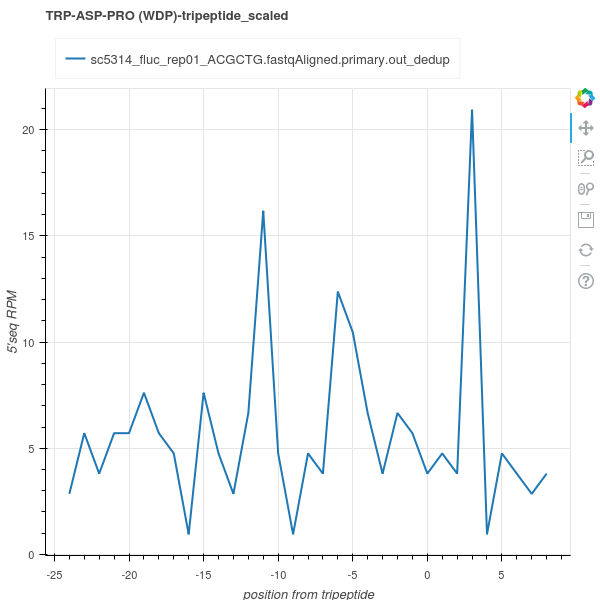 TRP-ASP-PRO (WDP)-tripeptide_scaled
sc5314_fluc_rep01_ACGCTG.fastqAligned.primary.out_dedup
20
15
10
5
0
5'seq RPM
-25 -20 -15 -10 -5 0 5
position from tripeptide